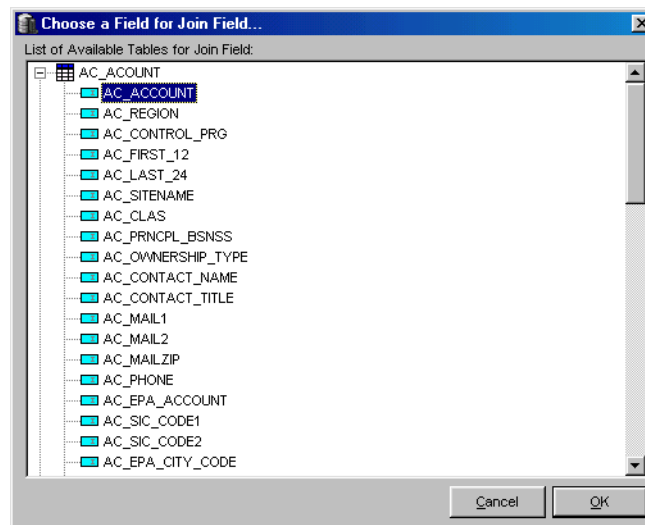 Choose a Field for Join Field...
List of Available Tables for Join Field:
AC_ACOUNT
AC_ACCOUNT
AC_REGION
AC_CONTROL_PRG
AC_FIRST_12
AC_LAST_24
AC_SITENAME
AC_CLAS
AC_PRNCPL_BSNSS
AC_OWNERSHIP_TYPE
AC_CONTACT_NAME
AC_CONTACT_TITLE
AC_MAIL1
AC_MAIL2
AC_MAILZIP
AC_PHONE
AC_EPA_ACCOUNT
AC_SIC_CODE1
AC_SIC_CODE2
AC_EPA_CITY_CODE
Cancel OK